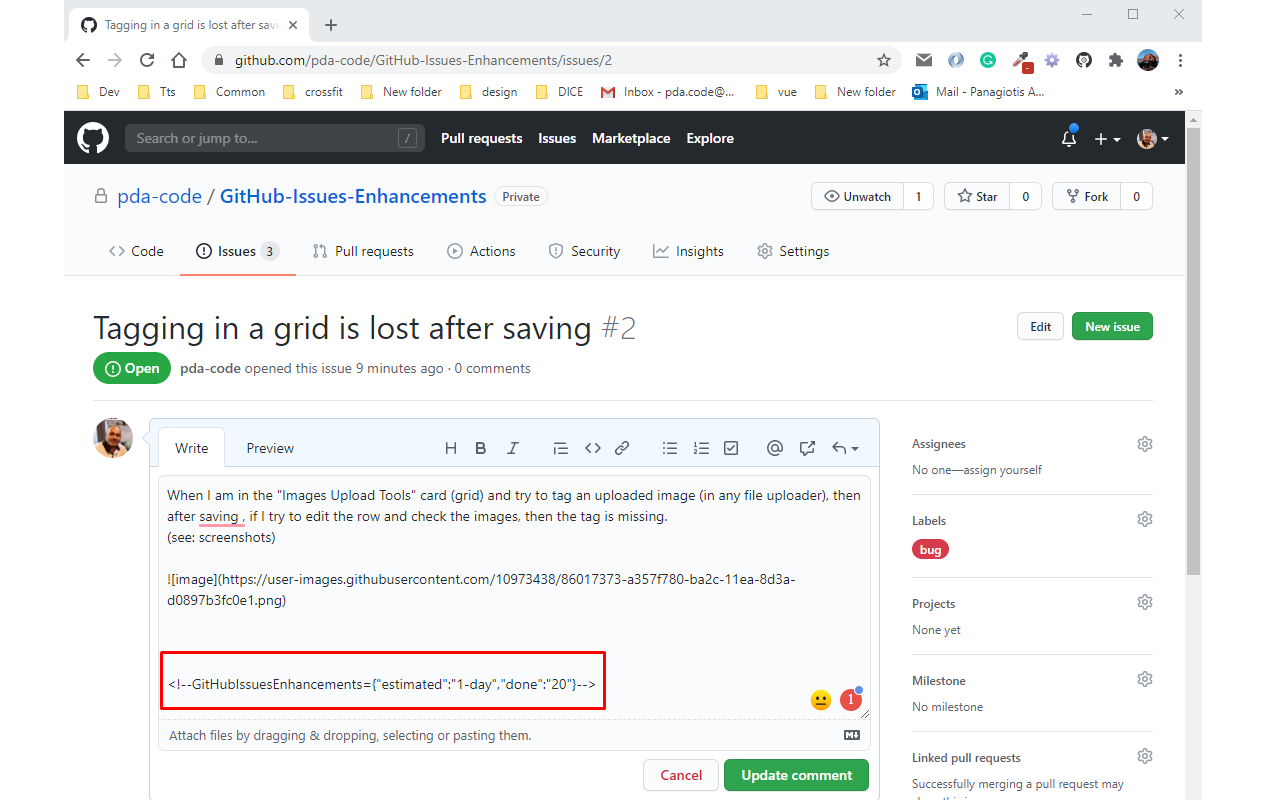 Tagging in a grid is lost after savi
github.com/pda-code/GitHub-Issues-Enhancements/issues/2
Dev Tts Common crossfit New folder design DICE Inbox - pda.code@... vue New folder Mail - Panagiotis A... »
Search or jump to... / Pull requests Issues Marketplace Explore
pda-code / GitHub-Issues-Enhancements Private Unwatch 1 Star 0 Fork 0
Code Issues 3 Pull requests Actions Security Insights Settings
Tagging in a grid is lost after saving #2 Edit New issue
Open pda-code opened this issue 9 minutes ago · 0 comments
Write Preview H B I
When I am in the "Images Upload Tools" card (grid) and try to tag an uploaded image (in any file uploader), then
after saving , if I try to edit the row and check the images, then the tag is missing.
(see: screenshots)
![image](https://user-images.githubusercontent.com/10973438/86017373-a357f780-ba2c-11ea-8d3a-
d0897b3fc0e1.png)
<!--GitHubIssuesEnhancements={"estimated":"1-day","done":"20"}-->
1
Attach files by dragging & dropping, selecting or pasting them.
Cancel Update comment
Assignees
No one—assign yourself
Labels
bug
Projects
None yet
Milestone
No milestone
Linked pull requests
Successfully merging a pull request may